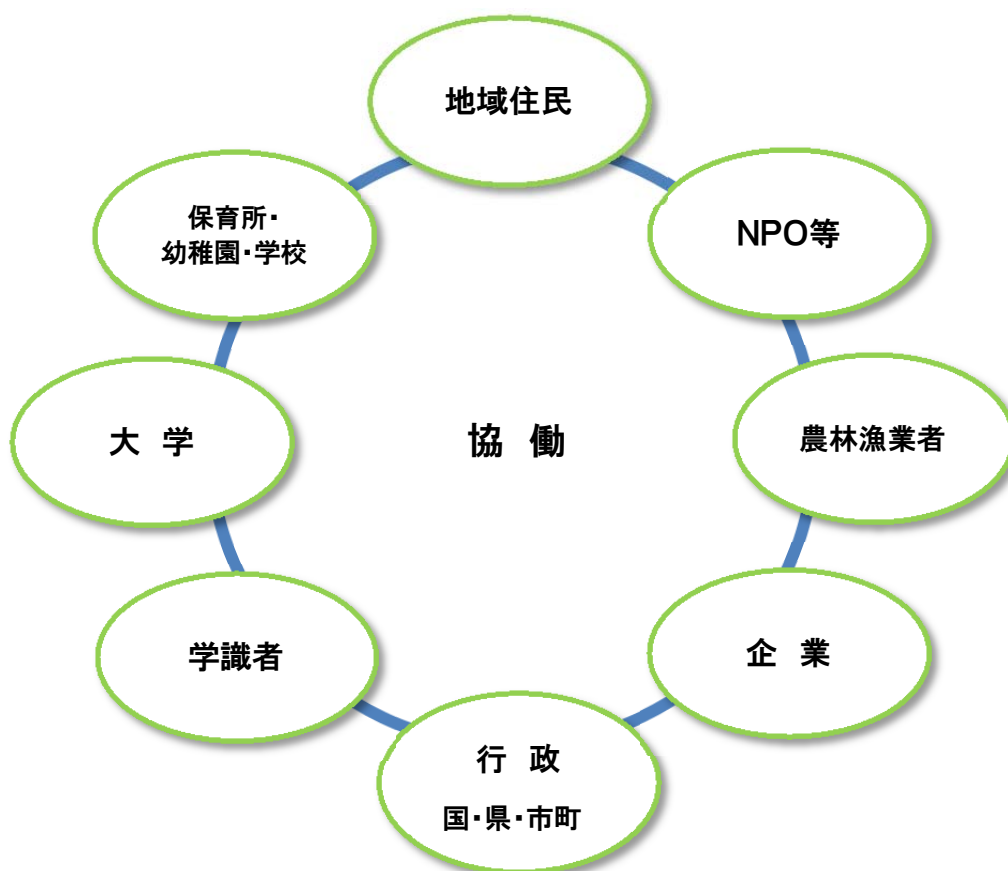 地域住民
保育所・
幼稚園・学校
NPO等
大　学
協　働
農林漁業者
学識者
企　業
行　政
国・県・市町